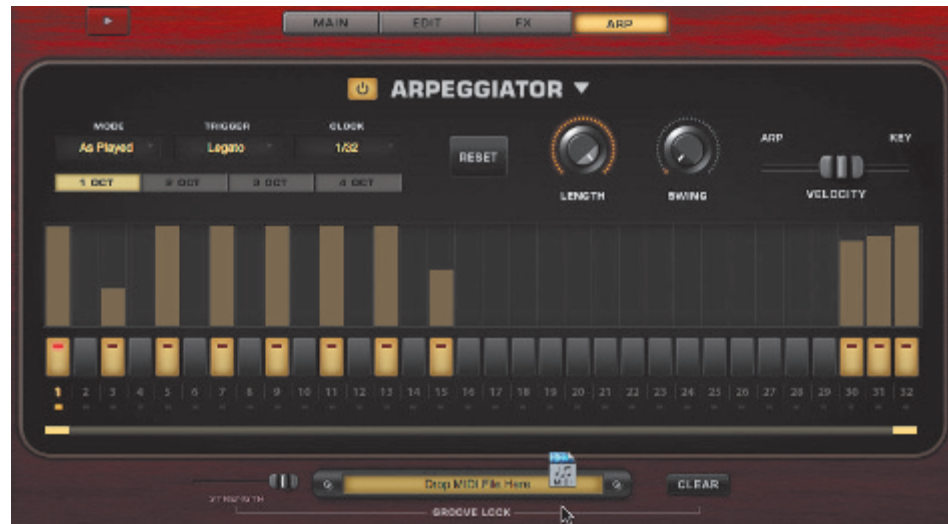 MAIN EDIT FX ARP
ARPEGGIATOR
MODE TRIGGER CLOCK
As Played Legato 1/32
RESET
ARP KEY
1 OCT 2 OCT 3 OCT 4 OCT
LENGTH SWING VELOCITY
1 2 3 4 5 6 7 8 9 10 11 12 13 14 15 16 17 18 19 20 21 22 23 24 25 26 27 28 29 30 31 32
Drop MIDI File Here
MIDI
CLEAR
STRENGTH
GROOVE LOCK